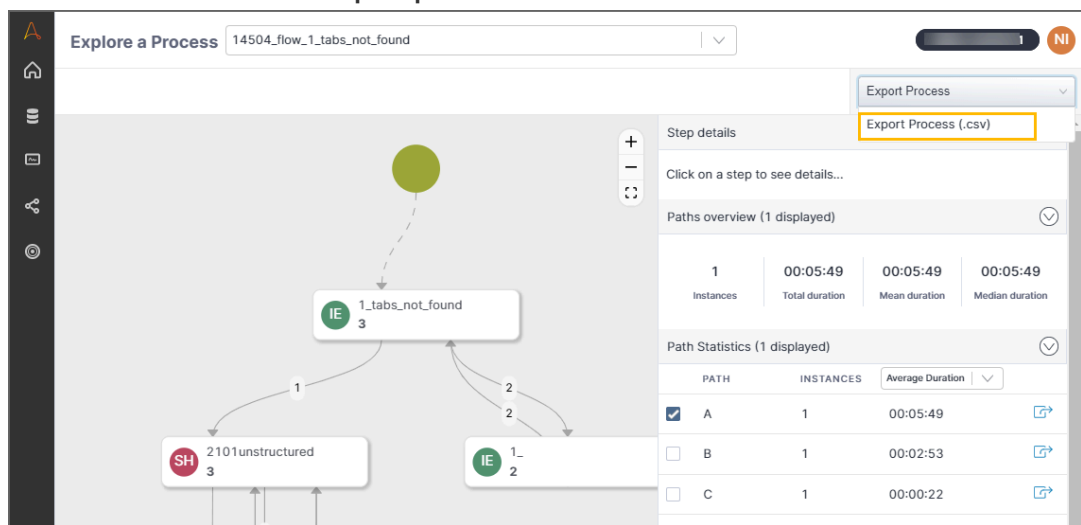 Explore a Process 14504_flow_1_tabs_not_found
1 NI
Export Process
Export Process (.csv)
Step details
Click on a step to see details...
Paths overview (1 displayed)
1 00:05:49 00:05:49 00:05:49
Instances Total duration Mean duration Median duration
Path Statistics (1 displayed)
PATH INSTANCES Average Duration
A 1 00:05:49
B 1 00:02:53
C 1 00:00:22
IE 1_tabs_not_found
3
1
2
2
SH 2101unstructured
3
IE 1_
2